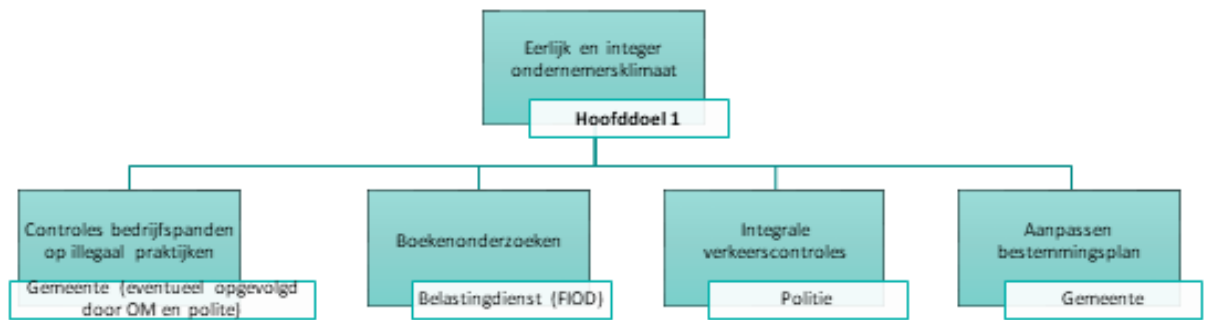 Eerlijk en integer
ondernemersklimaat
Hoofddoel 1
Controles bedrijfspanden
op illegaal praktijken
Gemeente (eventueel opgevolgd
door OM en polite)
Boekenonderzoeken
Belastingdienst (FIOD)
Integrale
verkeerscontroles
Politie
Aanpassen
bestemmingsplan
Gemeente